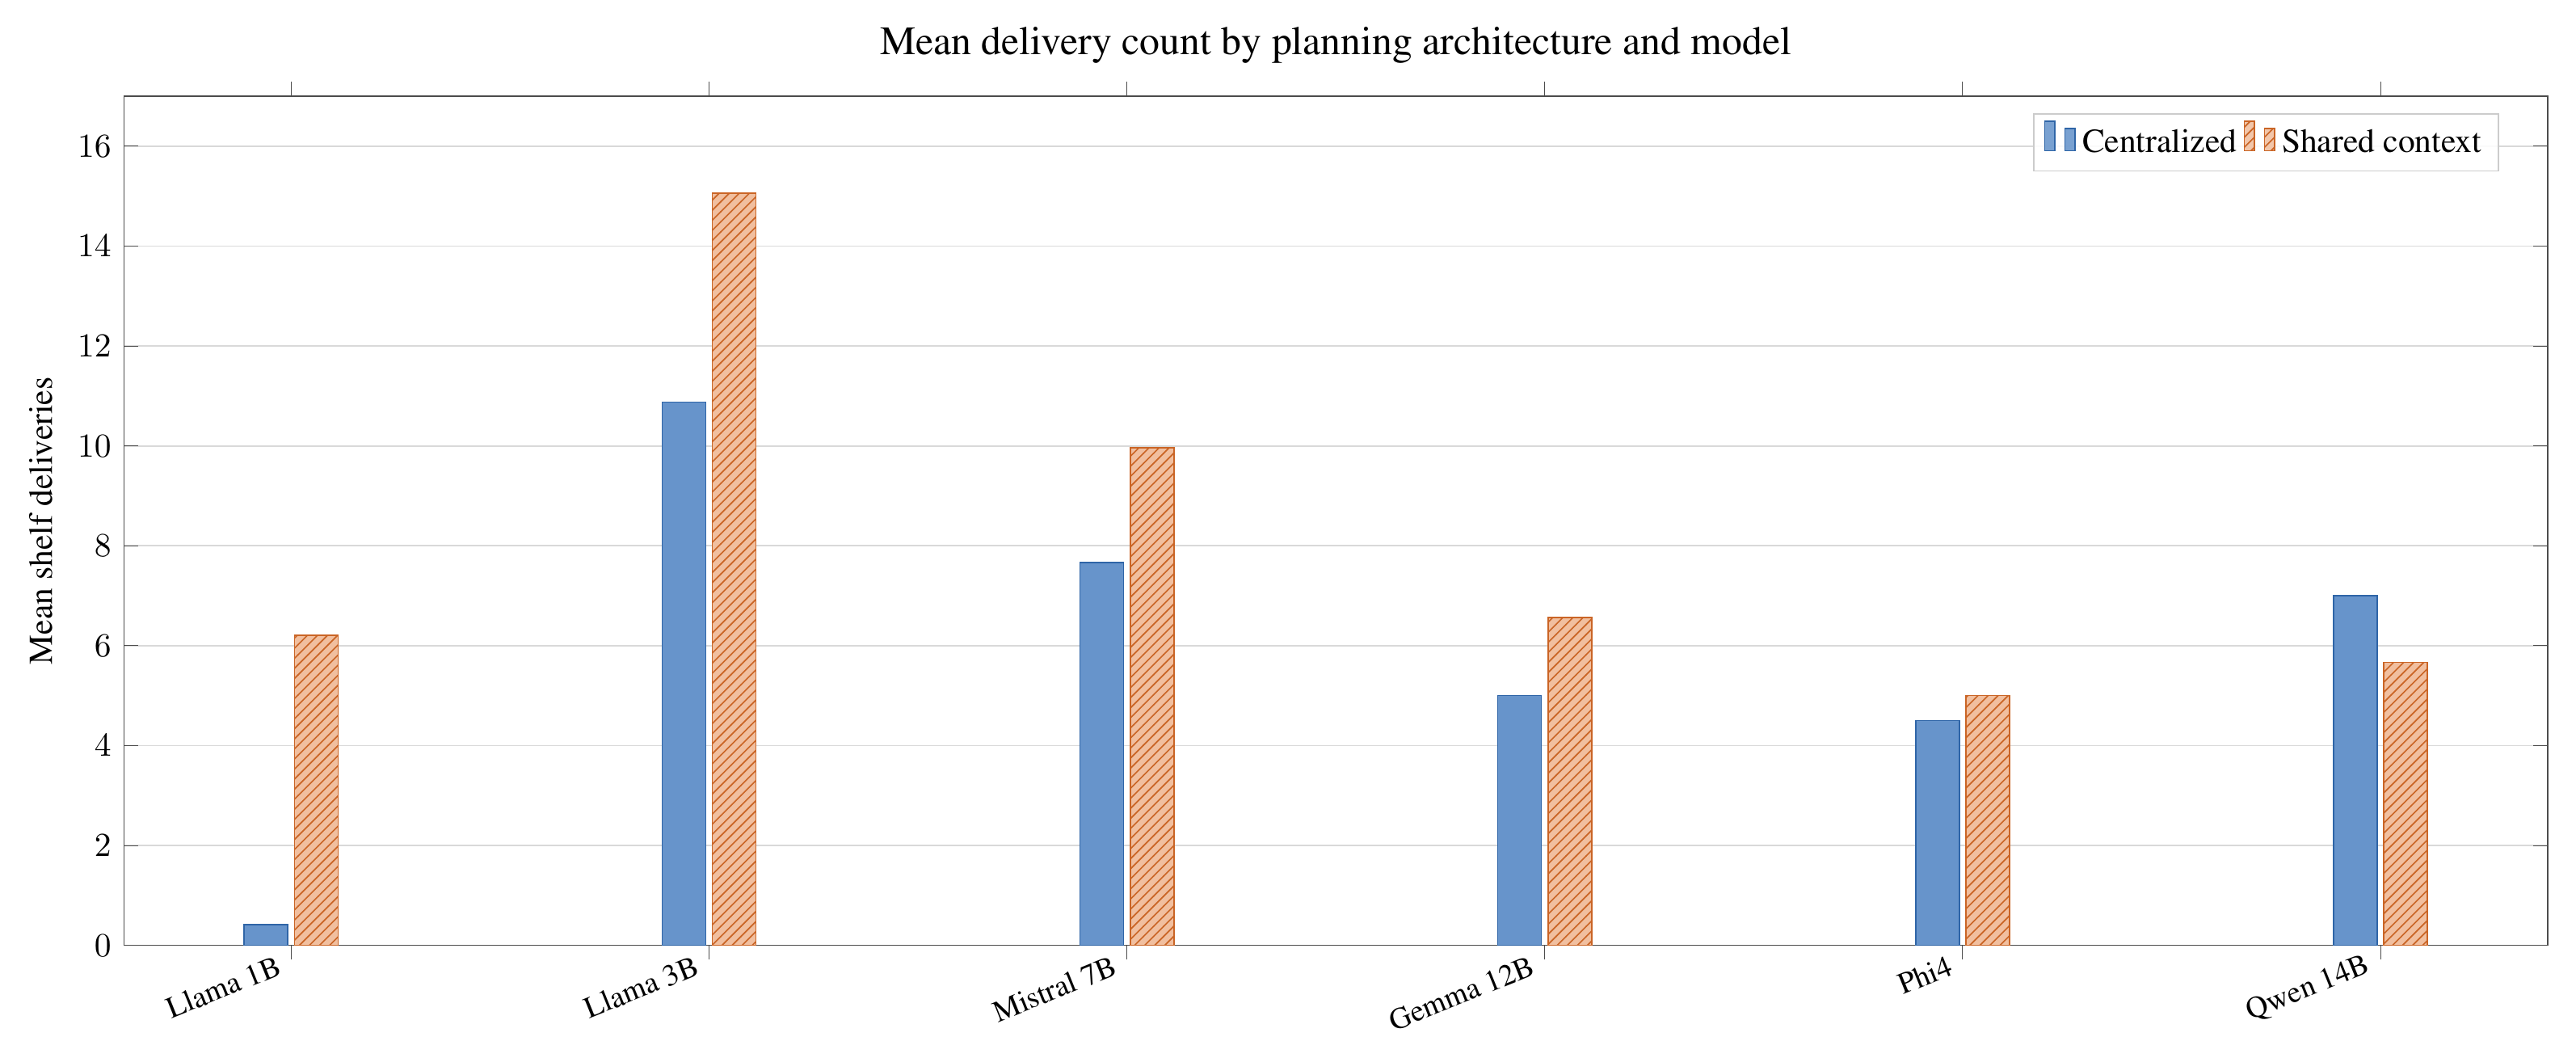 Mean delivery count by planning architecture and model
Centralized Shared context
Mean shelf deliveries
16
14
12
10
8
6
4
2
0
Llama 1B
Llama 3B
Mistral 7B
Gemma 12B
Phi4
Qwen 14B